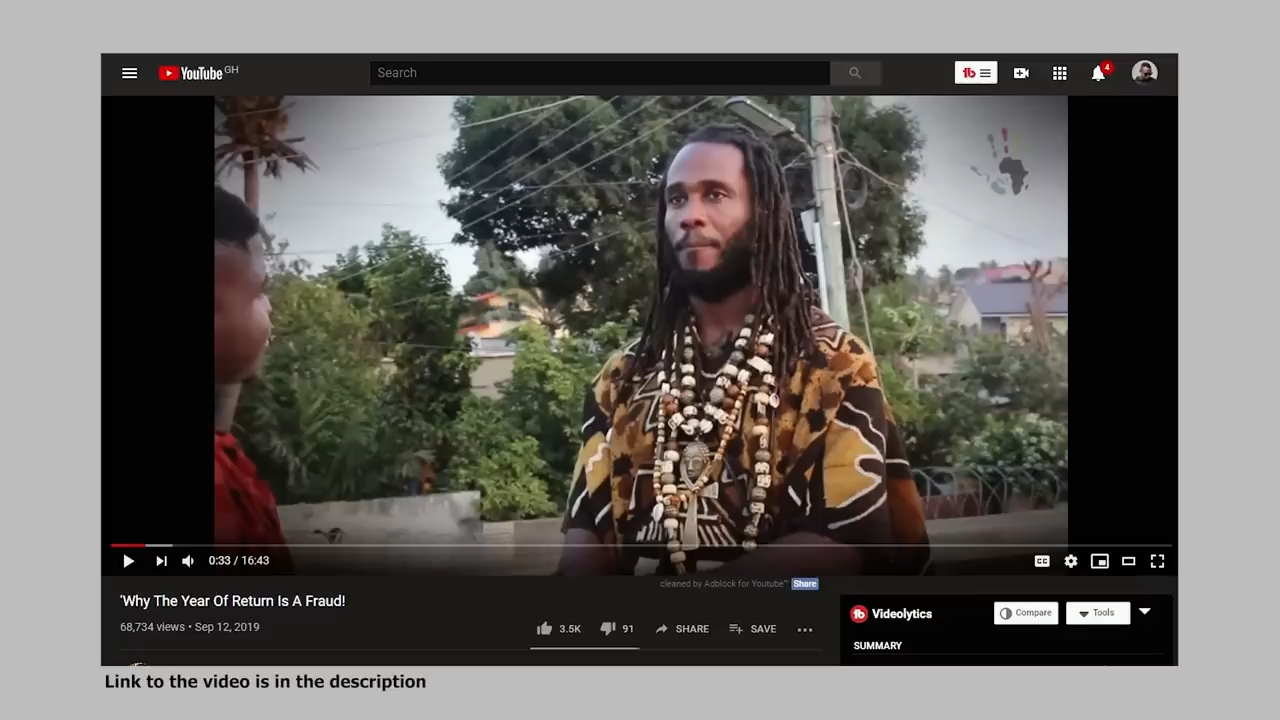 YouTube GH
Search
4
0:33 / 16:43
CC
cleaned by Adblock for Youtube™ Share
'Why The Year Of Return Is A Fraud!
68,734 views • Sep 12, 2019
3.5K 91 SHARE SAVE
tb Videolytics Compare Tools
SUMMARY
Link to the video is in the description